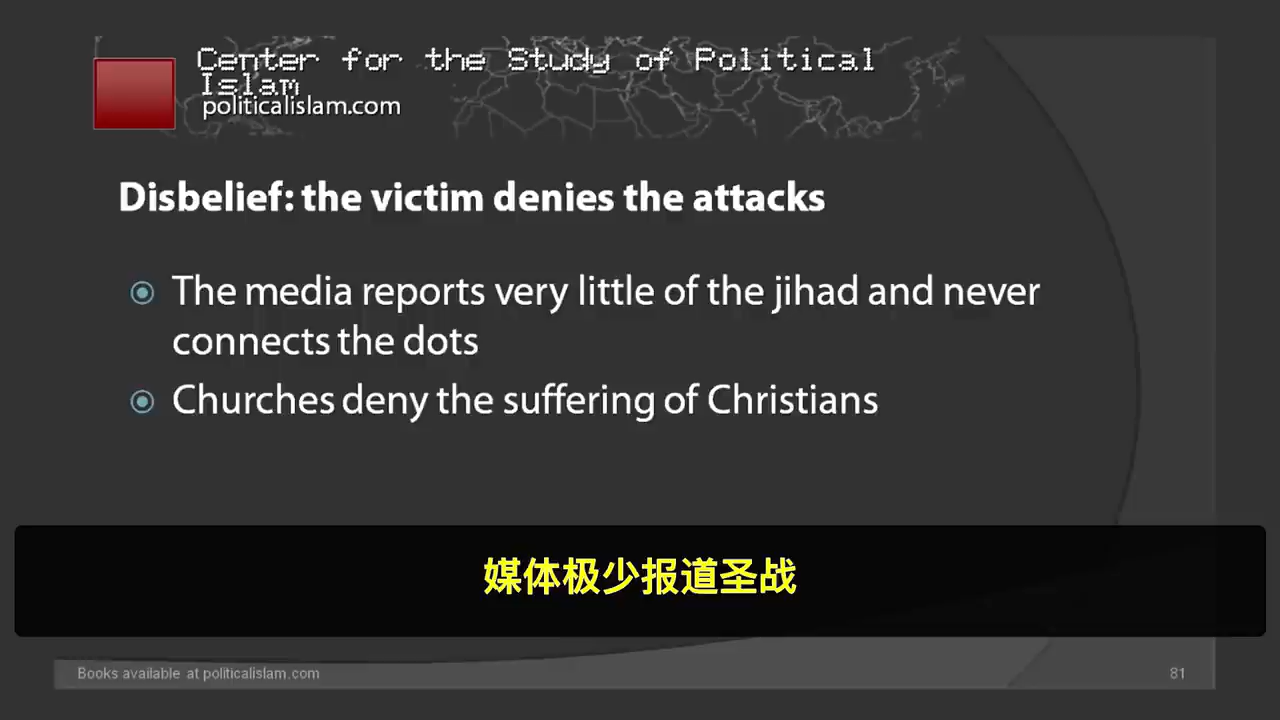 Center for the Study of Political
Islam
politicalislam.com
Disbelief: the victim denies the attacks
The media reports very little of the jihad and never
connects the dots
Churches deny the suffering of Christians
媒体极少报道圣战
Books available at politicalislam.com
81